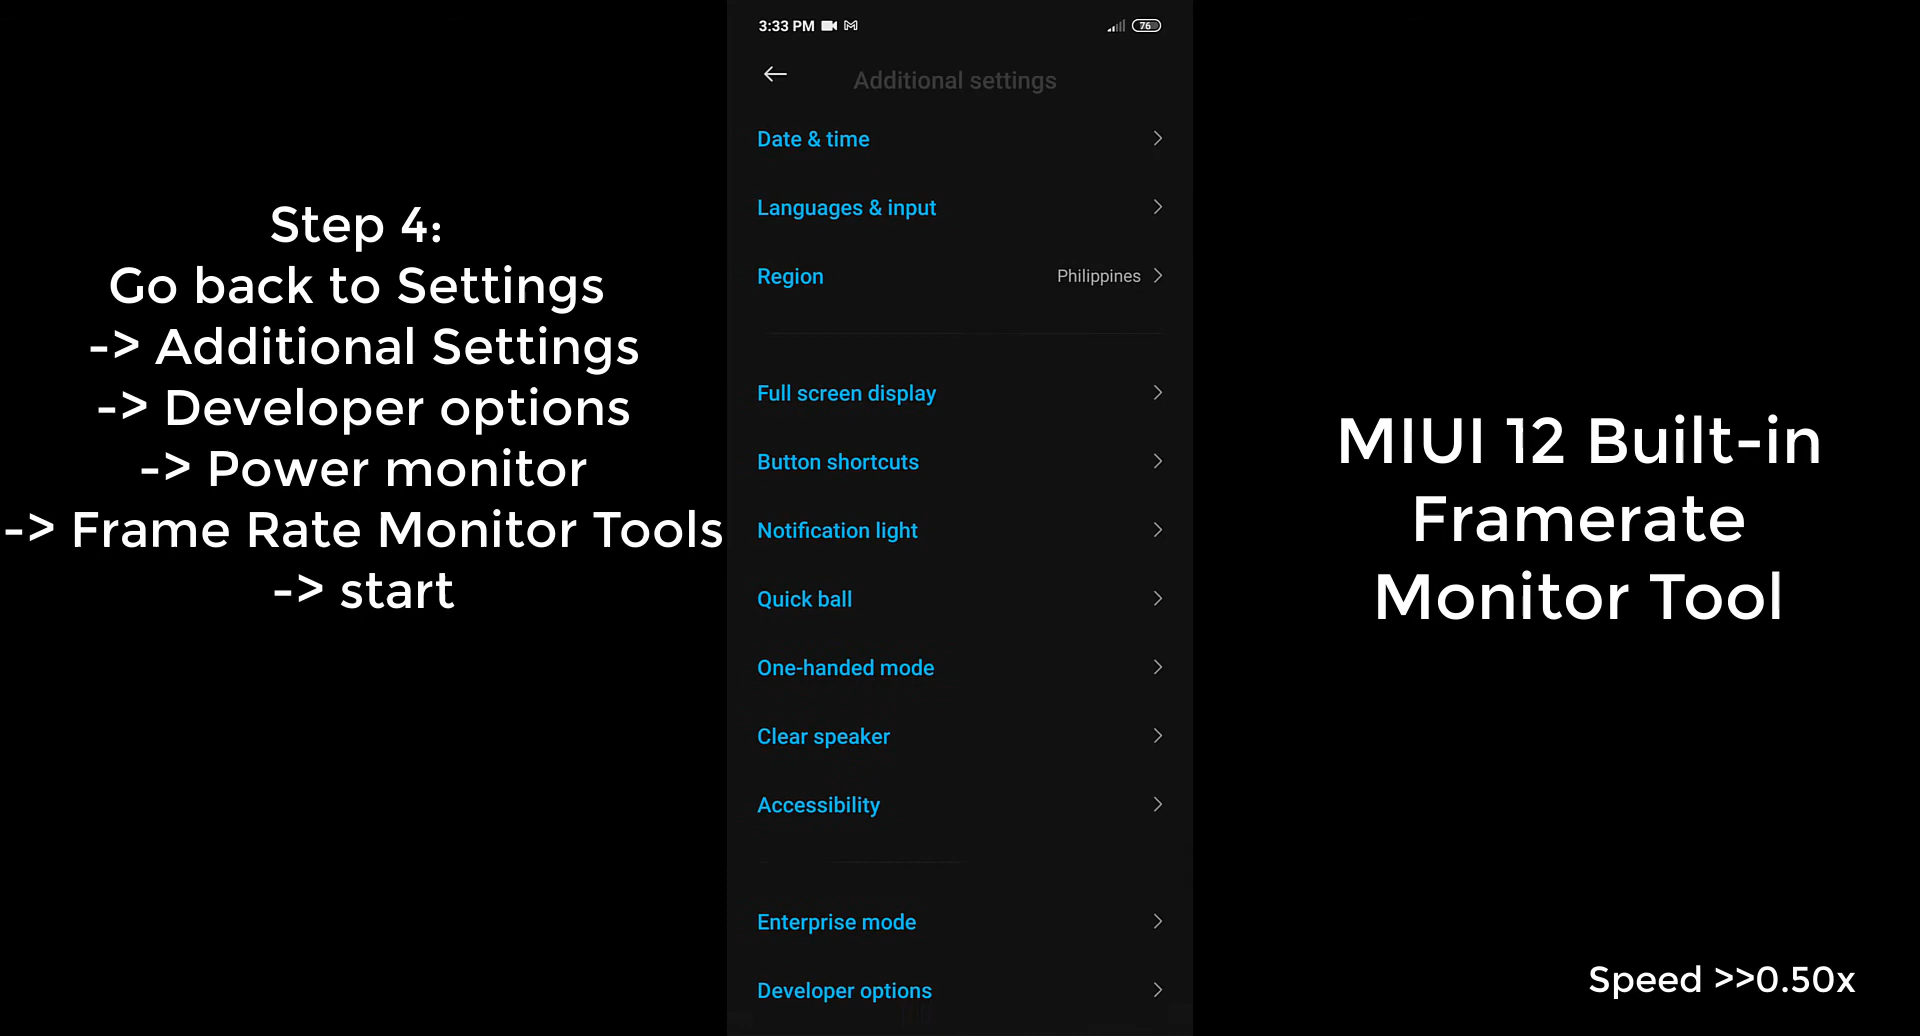 Step 4:
Go back to Settings
-> Additional Settings
-> Developer options
-> Power monitor
-> Frame Rate Monitor Tools
-> start
3:33 PM
76
Additional settings
Date & time
Languages & input
Region Philippines
Full screen display
Button shortcuts
Notification light
Quick ball
One-handed mode
Clear speaker
Accessibility
Enterprise mode
Developer options
MIUI 12 Built-in
Framerate
Monitor Tool
Speed >>0.50x